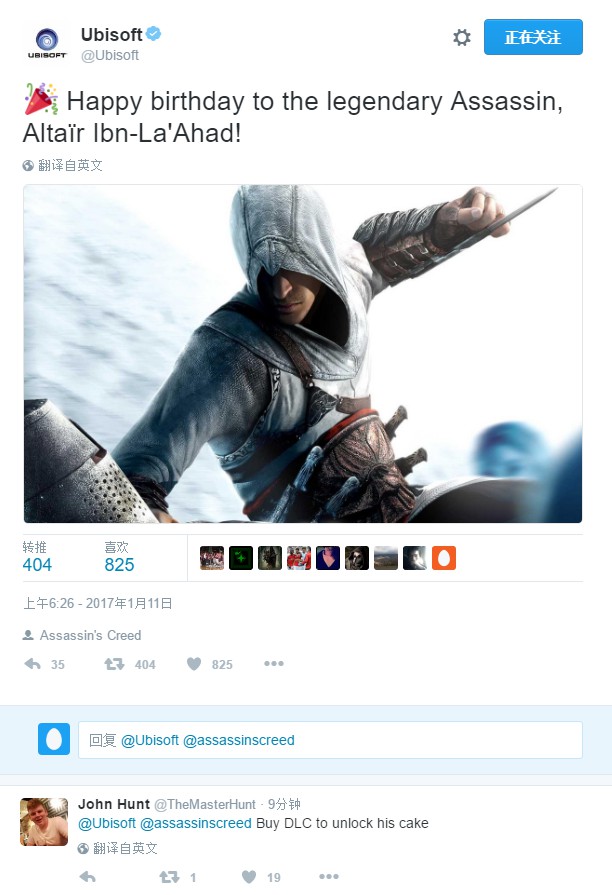 Ubisoft
UBISOFT
@Ubisoft
正在关注
Happy birthday to the legendary Assassin,
Altaïr Ibn-La'Ahad!
翻译自英文
转推 喜欢
404 825
上午6:26 - 2017年1月11日
Assassin's Creed
35 404 825
回复 @Ubisoft @assassinscreed
John Hunt @TheMasterHunt · 9分钟
@Ubisoft @assassinscreed Buy DLC to unlock his cake
翻译自英文
1 19